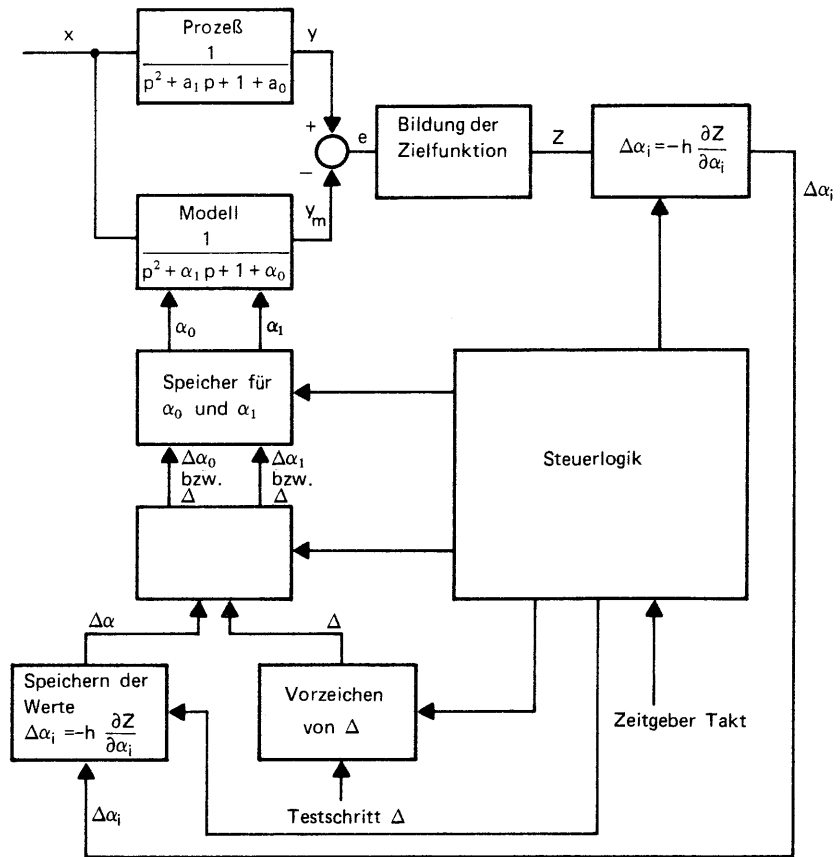 x
Prozeß
1
p² + a₁ p + 1 + a₀
y
+
−
e
Bildung der
Zielfunktion
Z
Δαᵢ = −h ∂Z/∂αᵢ
Δαᵢ
Modell
1
p² + α₁ p + 1 + α₀
yₘ
α₀
α₁
Speicher für
α₀ und α₁
Steuerlogik
Δα₀
bzw.
Δ
Δα₁
bzw.
Δ
Δα
Δ
Speichern der
Werte
Δαᵢ = −h ∂Z/∂αᵢ
Vorzeichen
von Δ
Zeitgeber Takt
Testschritt Δ
Δαᵢ